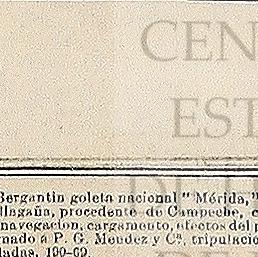 CEN
EST
Bergantin goleta nacional " Mérida,"
llagaña, procedente de Campeche, c
navegacion, cargamento, efectos del p
nado á P. G. Mendez y Cª, tripulacio
ladas, 190-69.